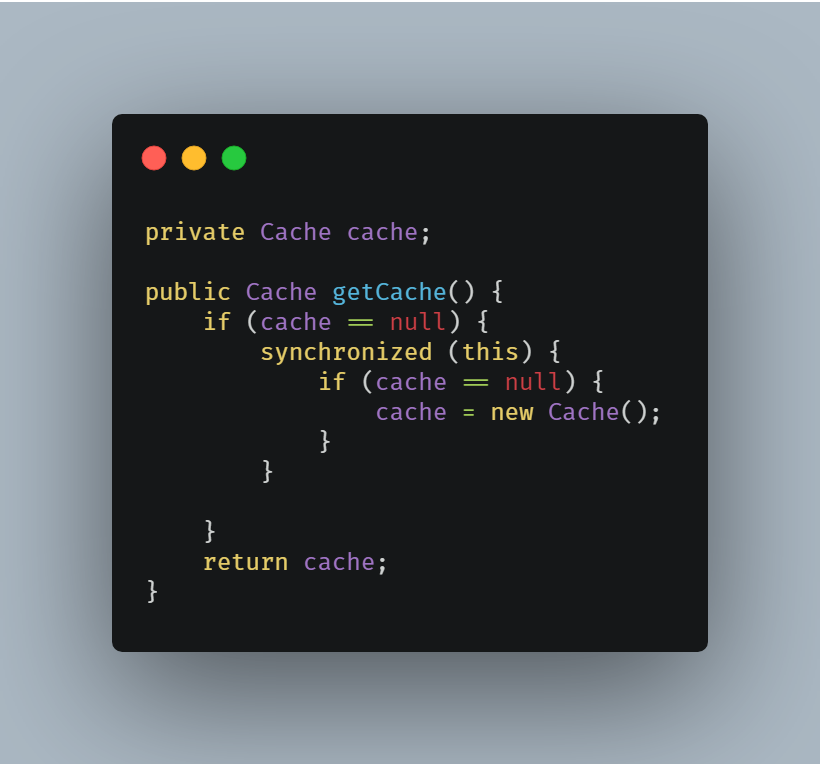 private Cache cache;
public Cache getCache() {
    if (cache == null) {
        synchronized (this) {
            if (cache == null) {
                cache = new Cache();
            }
        }
    }
    return cache;
}